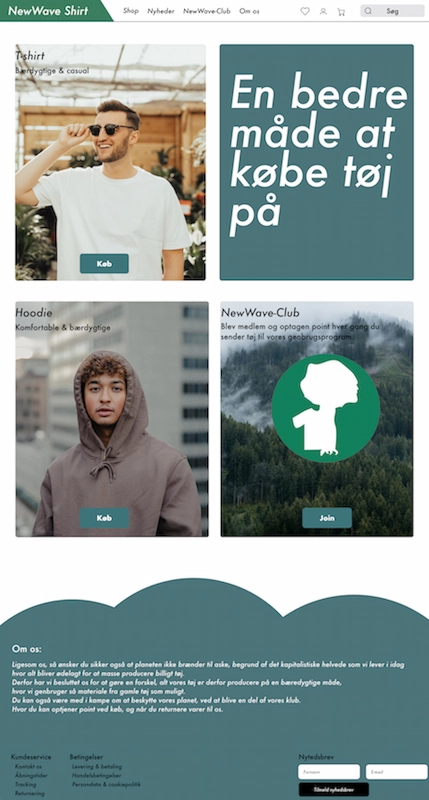 NewWave Shirt
Shop Nyheder NewWave-Club Om os
Søg
T-shirt
Bærdygtige & casual
Køb
En bedre
måde at
købe tøj
på
Hoodie
Komfortable & bærdygtige
Køb
NewWave-Club
Blev medlem og optagen point hver gang du
sender tøj til vores genbrugsprogram.
Join
Om os:
Ligesom os, så ønsker du sikker også at planeten ikke brænder til aske, begrund af det kapitalistiske helvede som vi lever i idag
hvor alt bliver ødelagt for at massa producere billigt tøj.
Derfor har vi besluttet os for at gøre en forskel, alt vores tøj er derfor producere på en bæredygtig måde,
hvor vi genbruger så materiale fra gamle tøj som muligt.
Du kan også være med i kampe om at beskytte vores planet, ved at blive en del af vores klub.
Hvor du kan optjener point ved køb, og når du returnere varer til os.
Kundeservice
Kontakt os
Åbningstider
Tracking
Returnering
Betingelser
Levering & betaling
Handelsbetingelser
Persondata & cookiepolitik
Nyhedsbrev
Fornavn
E-mail
Tilmeld nyhedsbrev